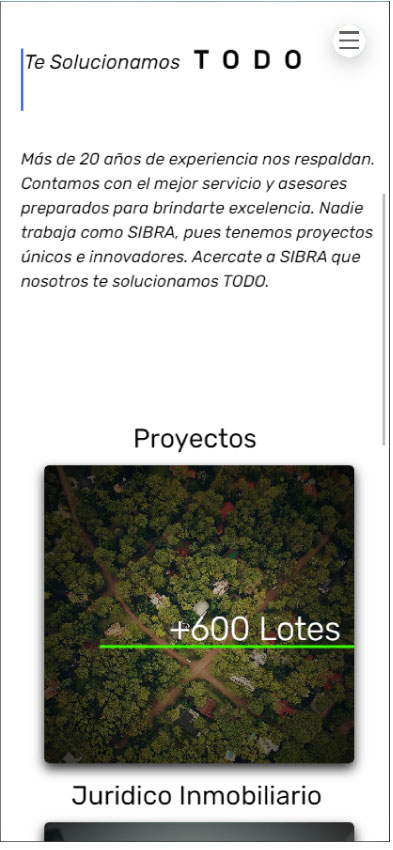 Te Solucionamos TODO
Más de 20 años de experiencia nos respaldan.
Contamos con el mejor servicio y asesores
preparados para brindarte excelencia. Nadie
trabaja como SIBRA, pues tenemos proyectos
únicos e innovadores. Acercate a SIBRA que
nosotros te solucionamos TODO.
Proyectos
+600 Lotes
Juridico Inmobiliario